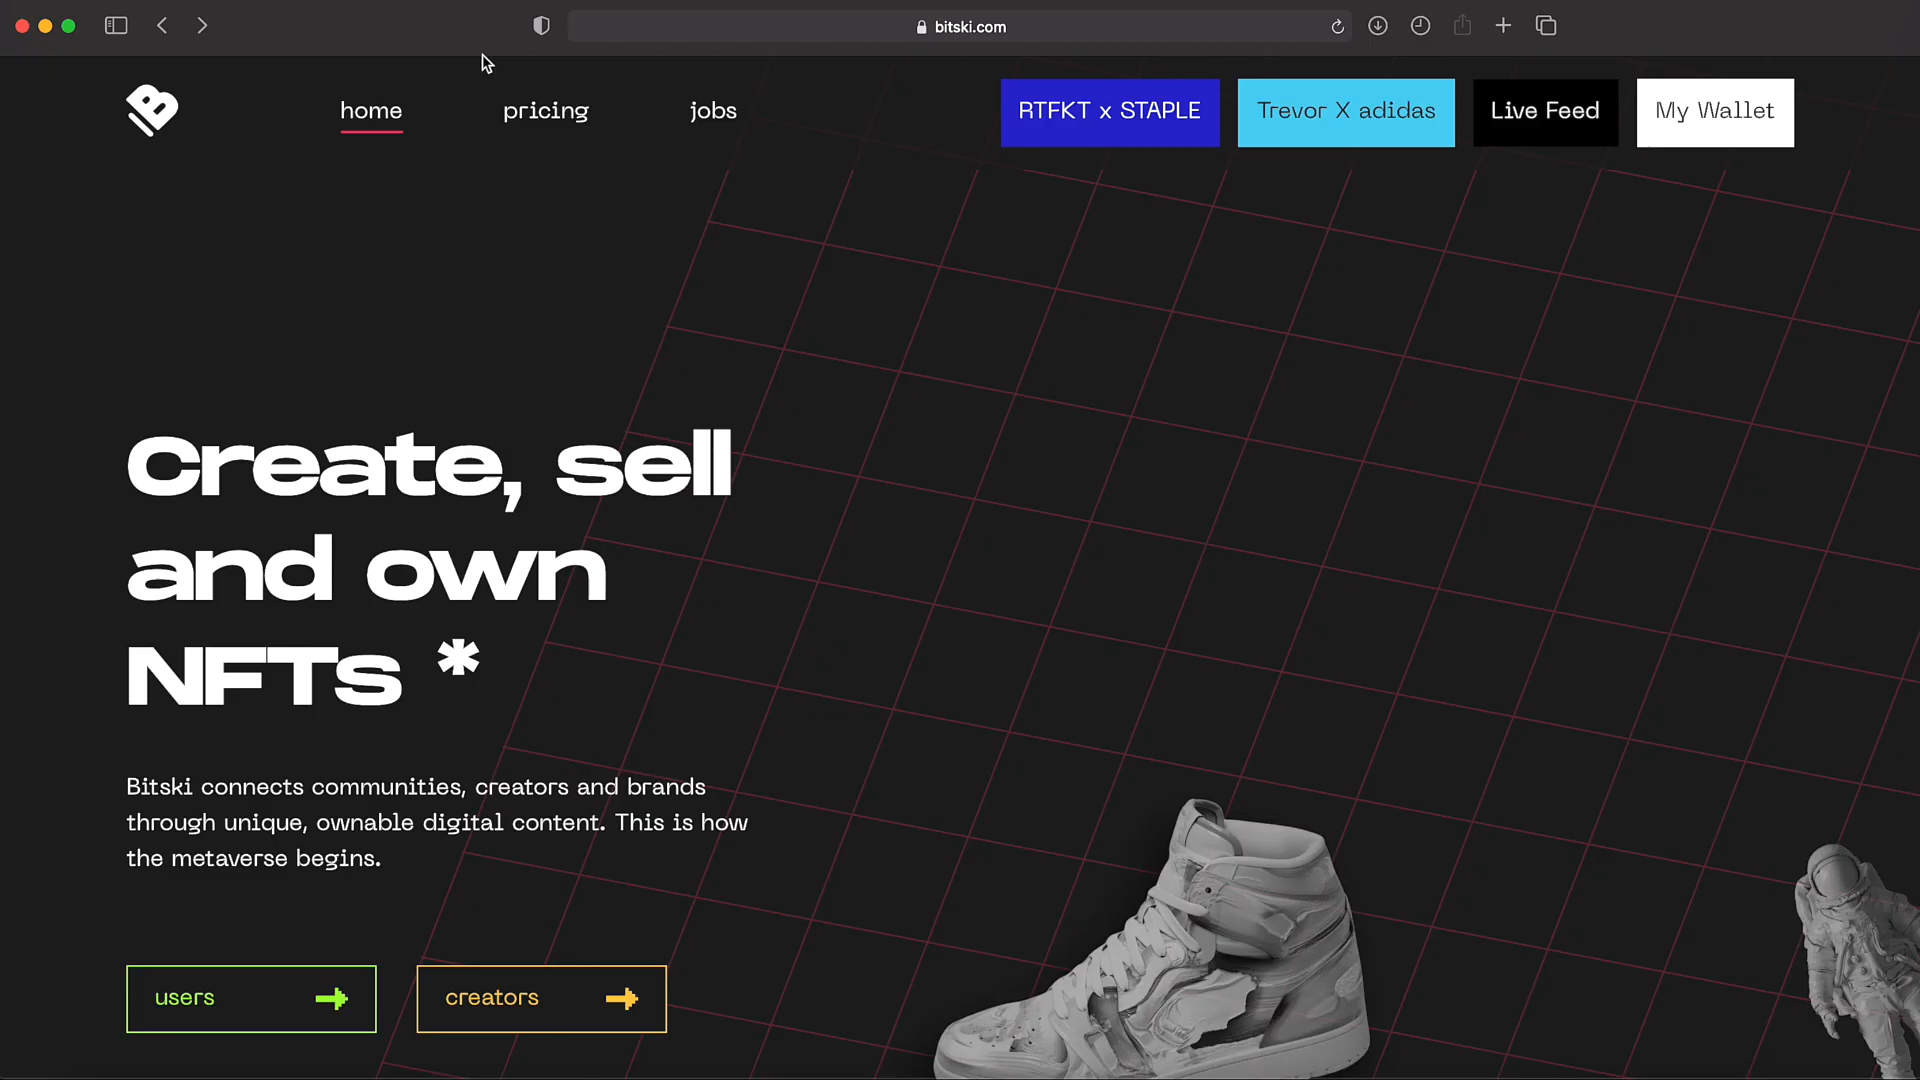 bitski.com
home
pricing
jobs
RTFKT x STAPLE
Trevor X adidas
Live Feed
My Wallet
Create, sell
and own
NFTs *
Bitski connects communities, creators and brands
through unique, ownable digital content. This is how
the metaverse begins.
users
creators